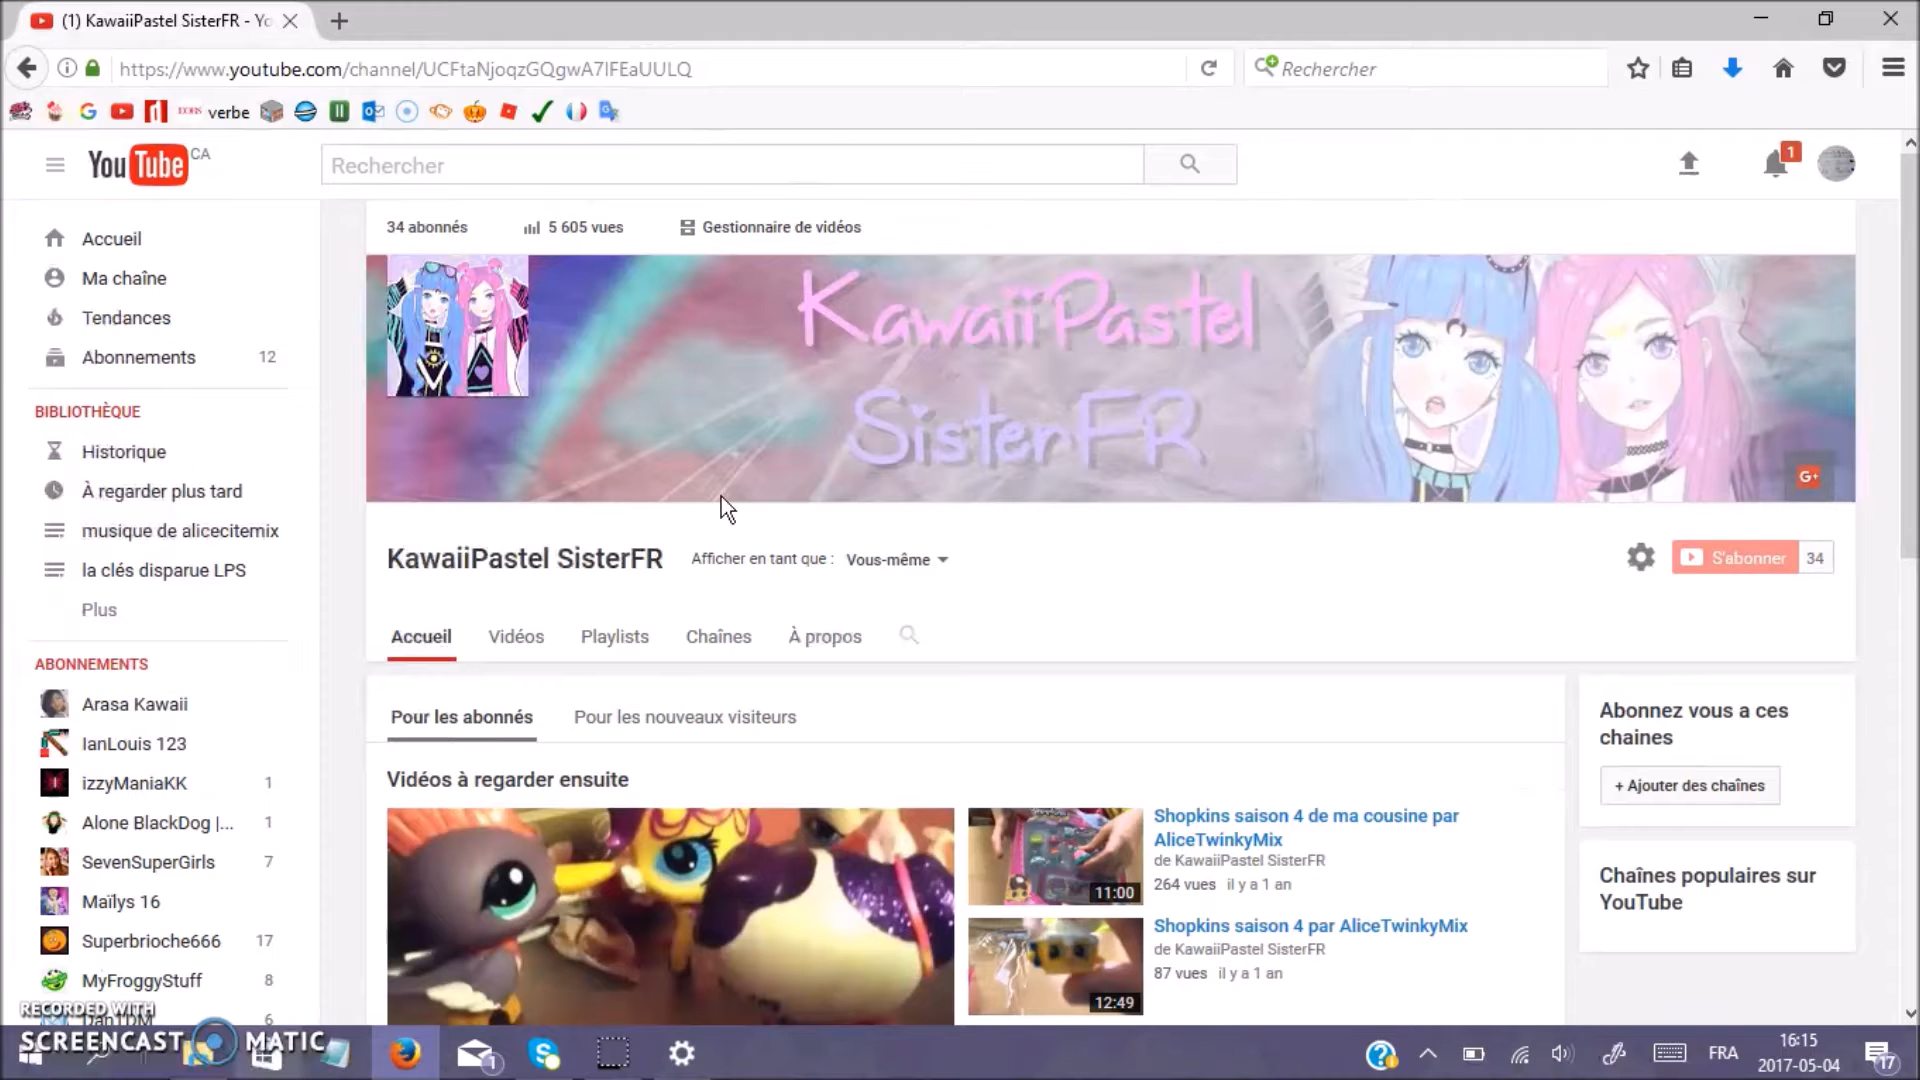 (1) KawaiiPastel SisterFR - Yo
https://www.youtube.com/channel/UCFtaNjoqzGQgwA7lFEaUULQ
Rechercher
verbe
YouTube CA
Rechercher
1
Accueil
Ma chaîne
Tendances
Abonnements 12
BIBLIOTHÈQUE
Historique
À regarder plus tard
musique de alicecitemix
la clés disparue LPS
Plus
ABONNEMENTS
Arasa Kawaii
IanLouis 123
izzyManiaKK 1
Alone BlackDog |... 1
SevenSuperGirls 7
Maïlys 16
Superbrioche666 17
MyFroggyStuff 8
DanTDM 6
34 abonnés 5 605 vues Gestionnaire de vidéos
KawaiiPastel
SisterFR
G+
KawaiiPastel SisterFR Afficher en tant que : Vous-même
S'abonner 34
Accueil Vidéos Playlists Chaînes À propos
Pour les abonnés Pour les nouveaux visiteurs
Vidéos à regarder ensuite
Shopkins saison 4 de ma cousine par
AliceTwinkyMix
de KawaiiPastel SisterFR
264 vues il y a 1 an
11:00
Shopkins saison 4 par AliceTwinkyMix
de KawaiiPastel SisterFR
87 vues il y a 1 an
12:49
Abonnez vous a ces
chaines
+ Ajouter des chaînes
Chaînes populaires sur
YouTube
RECORDED WITH
SCREENCAST MATIC
1
FRA
16:15
2017-05-04
17